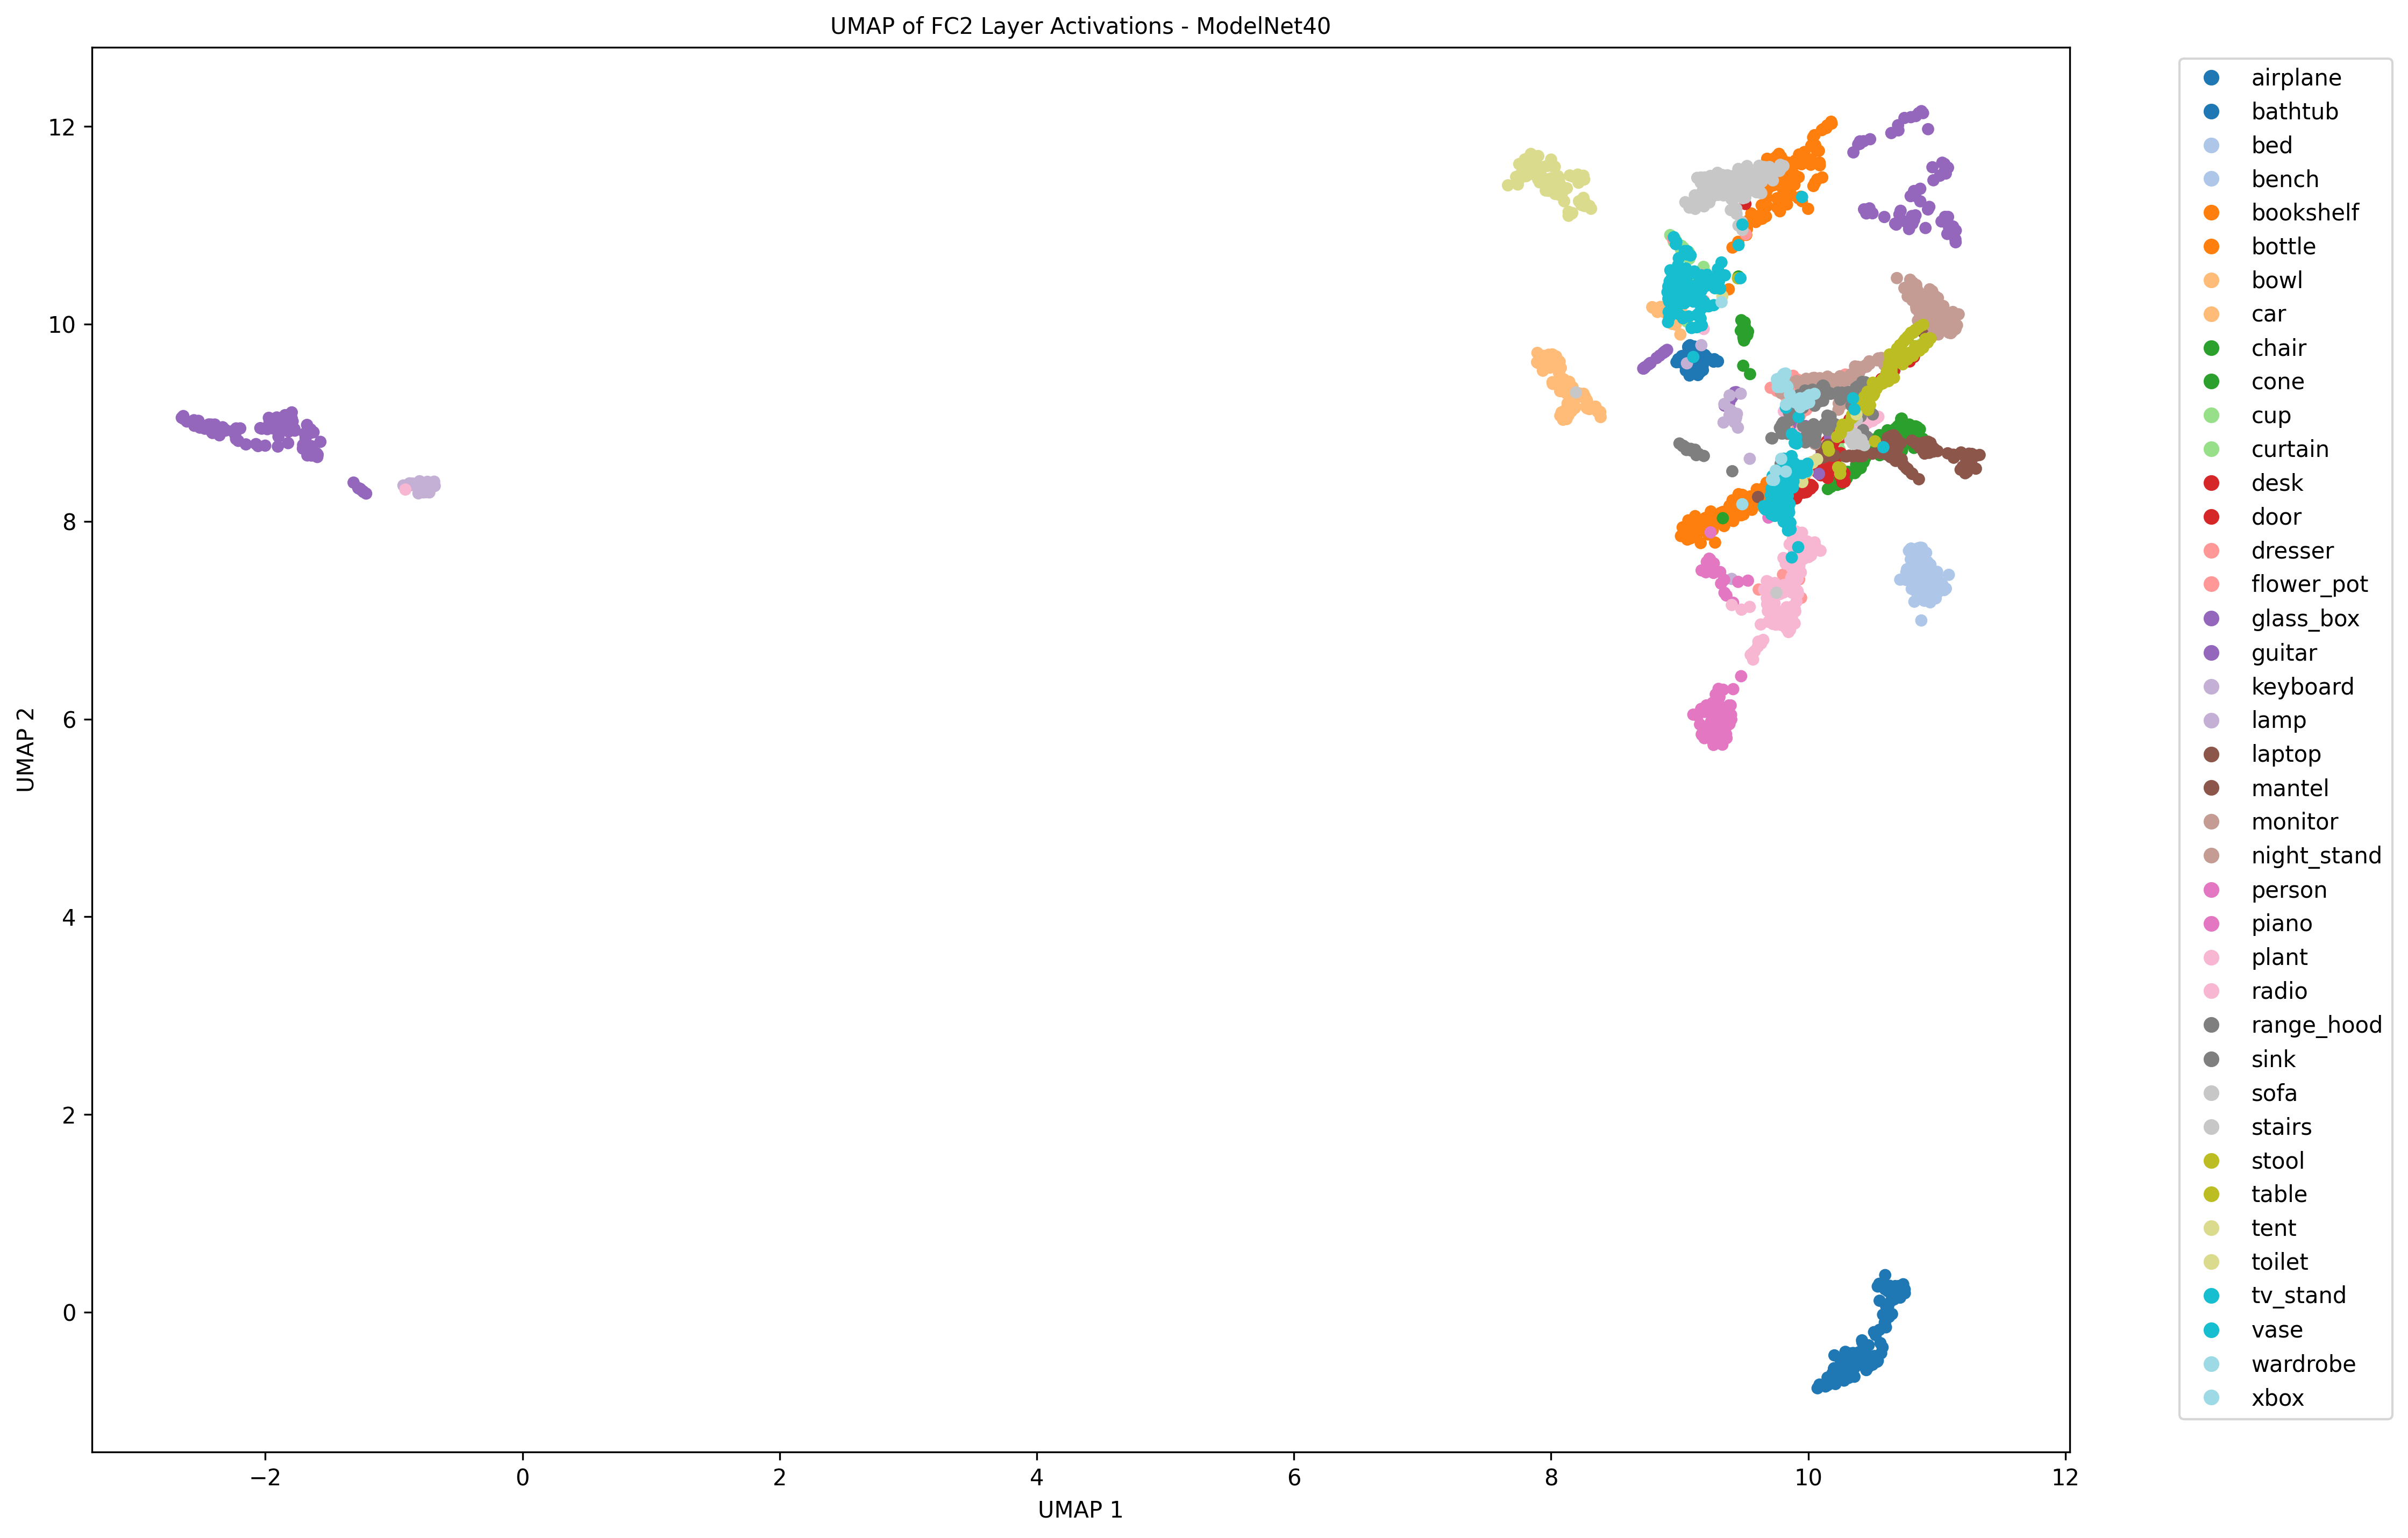 UMAP of FC2 Layer Activations - ModelNet40
12
10
8
6
4
2
0
UMAP 2
−2
0
2
4
6
8
10
12
UMAP 1
airplane
bathtub
bed
bench
bookshelf
bottle
bowl
car
chair
cone
cup
curtain
desk
door
dresser
flower_pot
glass_box
guitar
keyboard
lamp
laptop
mantel
monitor
night_stand
person
piano
plant
radio
range_hood
sink
sofa
stairs
stool
table
tent
toilet
tv_stand
vase
wardrobe
xbox